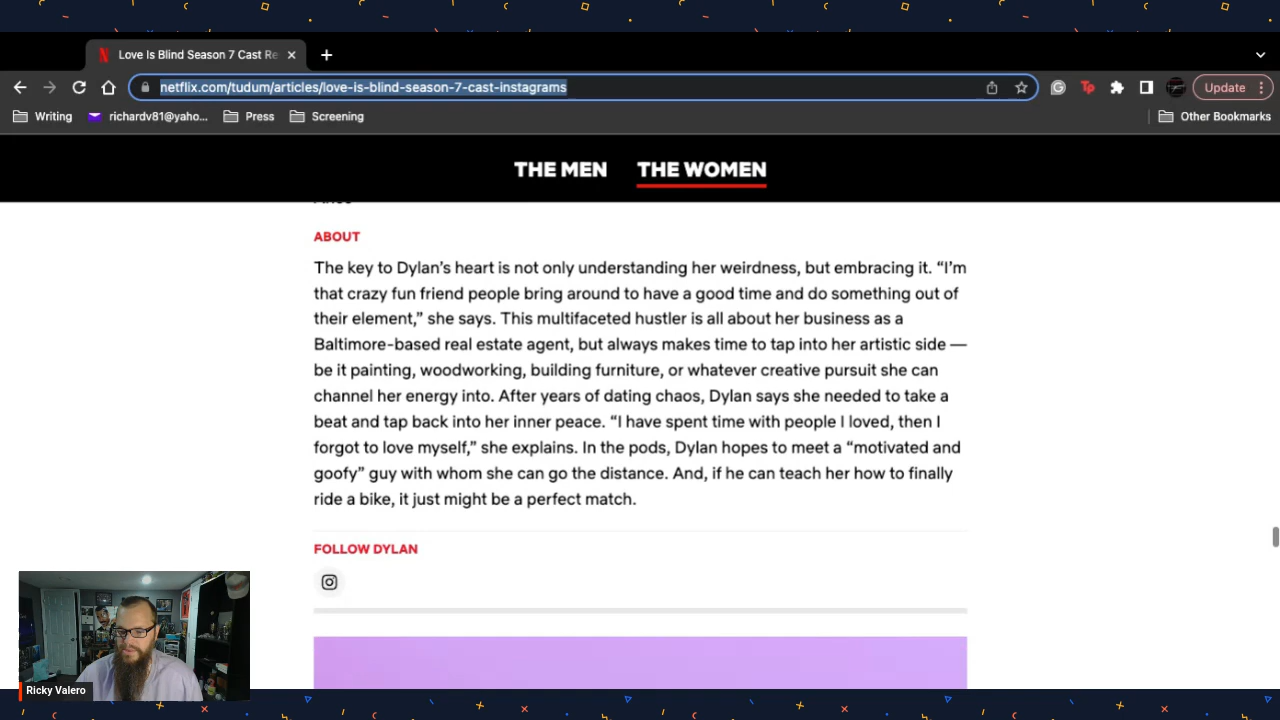 Love Is Blind Season 7 Cast Re
netflix.com/tudum/articles/love-is-blind-season-7-cast-instagrams
Update
Writing
richardv81@yaho...
Press
Screening
Other Bookmarks
THE MEN
THE WOMEN
ABOUT
The key to Dylan’s heart is not only understanding her weirdness, but embracing it. “I’m
that crazy fun friend people bring around to have a good time and do something out of
their element,” she says. This multifaceted hustler is all about her business as a
Baltimore-based real estate agent, but always makes time to tap into her artistic side —
be it painting, woodworking, building furniture, or whatever creative pursuit she can
channel her energy into. After years of dating chaos, Dylan says she needed to take a
beat and tap back into her inner peace. “I have spent time with people I loved, then I
forgot to love myself,” she explains. In the pods, Dylan hopes to meet a “motivated and
goofy” guy with whom she can go the distance. And, if he can teach her how to finally
ride a bike, it just might be a perfect match.
FOLLOW DYLAN
Ricky Valero